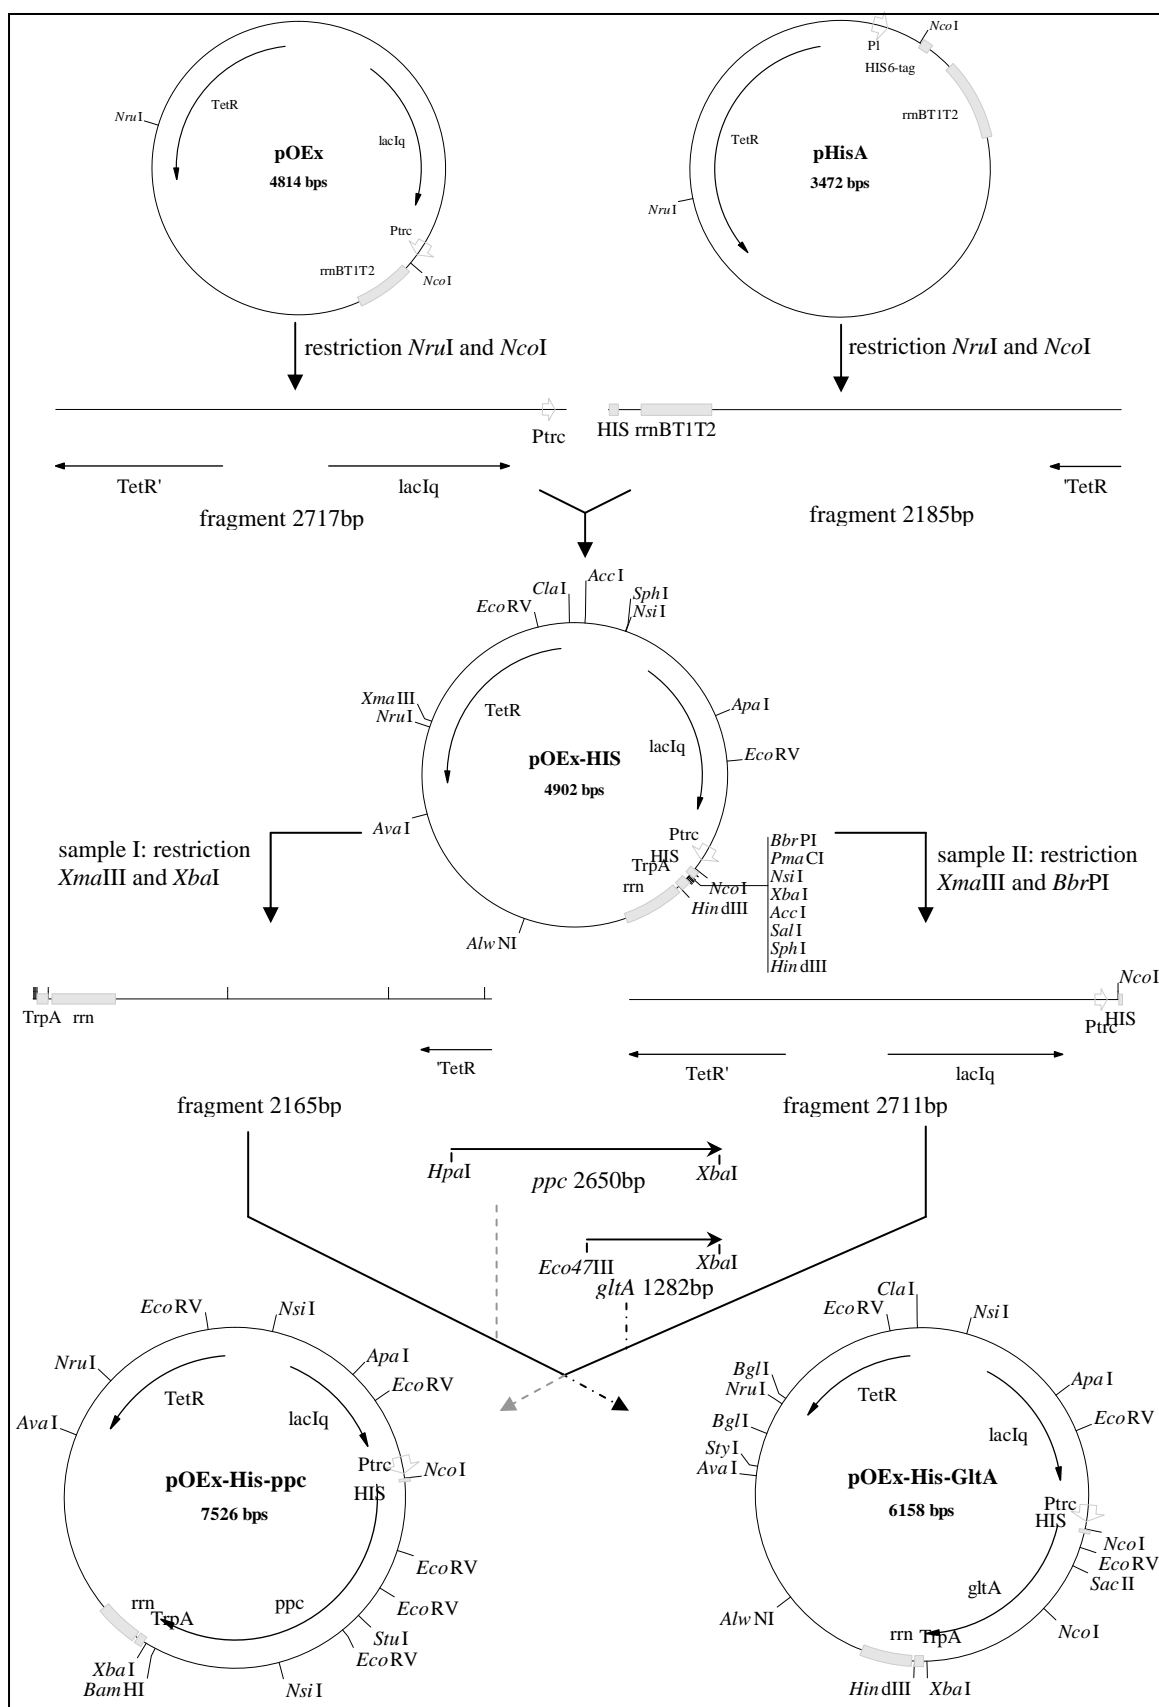 NcoI
Pl
HIS6-tag
TetR
rrnBT1T2
NruI
lacIq
pOEx
4814 bps
TetR
pHisA
3472 bps
NruI
Ptrc
rrnBT1T2
NcoI
restriction NruI and NcoI
restriction NruI and NcoI
Ptrc
HIS rrnBT1T2
TetR'
lacIq
'TetR
fragment 2717bp
fragment 2185bp
ClaI
AccI
EcoRV
SphI
NsiI
XmaIII
NruI
TetR
ApaI
lacIq
EcoRV
pOEx-HIS
4902 bps
AvaI
sample I: restriction
XmaIII and XbaI
Ptrc
HIS
TrpA
rrn
NcoI
HindIII
AlwNI
BbrPI
PmaCI
NsiI
XbaI
AccI
SalI
SphI
HindIII
sample II: restriction
XmaIII and BbrPI
NcoI
TrpA rrn
Ptrc
HIS
'TetR
TetR'
lacIq
fragment 2165bp
fragment 2711bp
HpaI
XbaI
ppc 2650bp
Eco47III
XbaI
gltA 1282bp
EcoRV
NsiI
NruI
ApaI
TetR
EcoRV
AvaI
lacIq
Ptrc
NcoI
HIS
pOEx-His-ppc
7526 bps
EcoRV
ppc
EcoRV
rrn
TrpA
StuI
EcoRV
XbaI
BamHI
NsiI
ClaI
EcoRV
NsiI
BglI
NruI
TetR
ApaI
BglI
lacIq
EcoRV
StyI
AvaI
pOEx-His-GltA
6158 bps
Ptrc
HIS
NcoI
EcoRV
SacII
gltA
AlwNI
NcoI
rrn TrpA
HindIII
XbaI